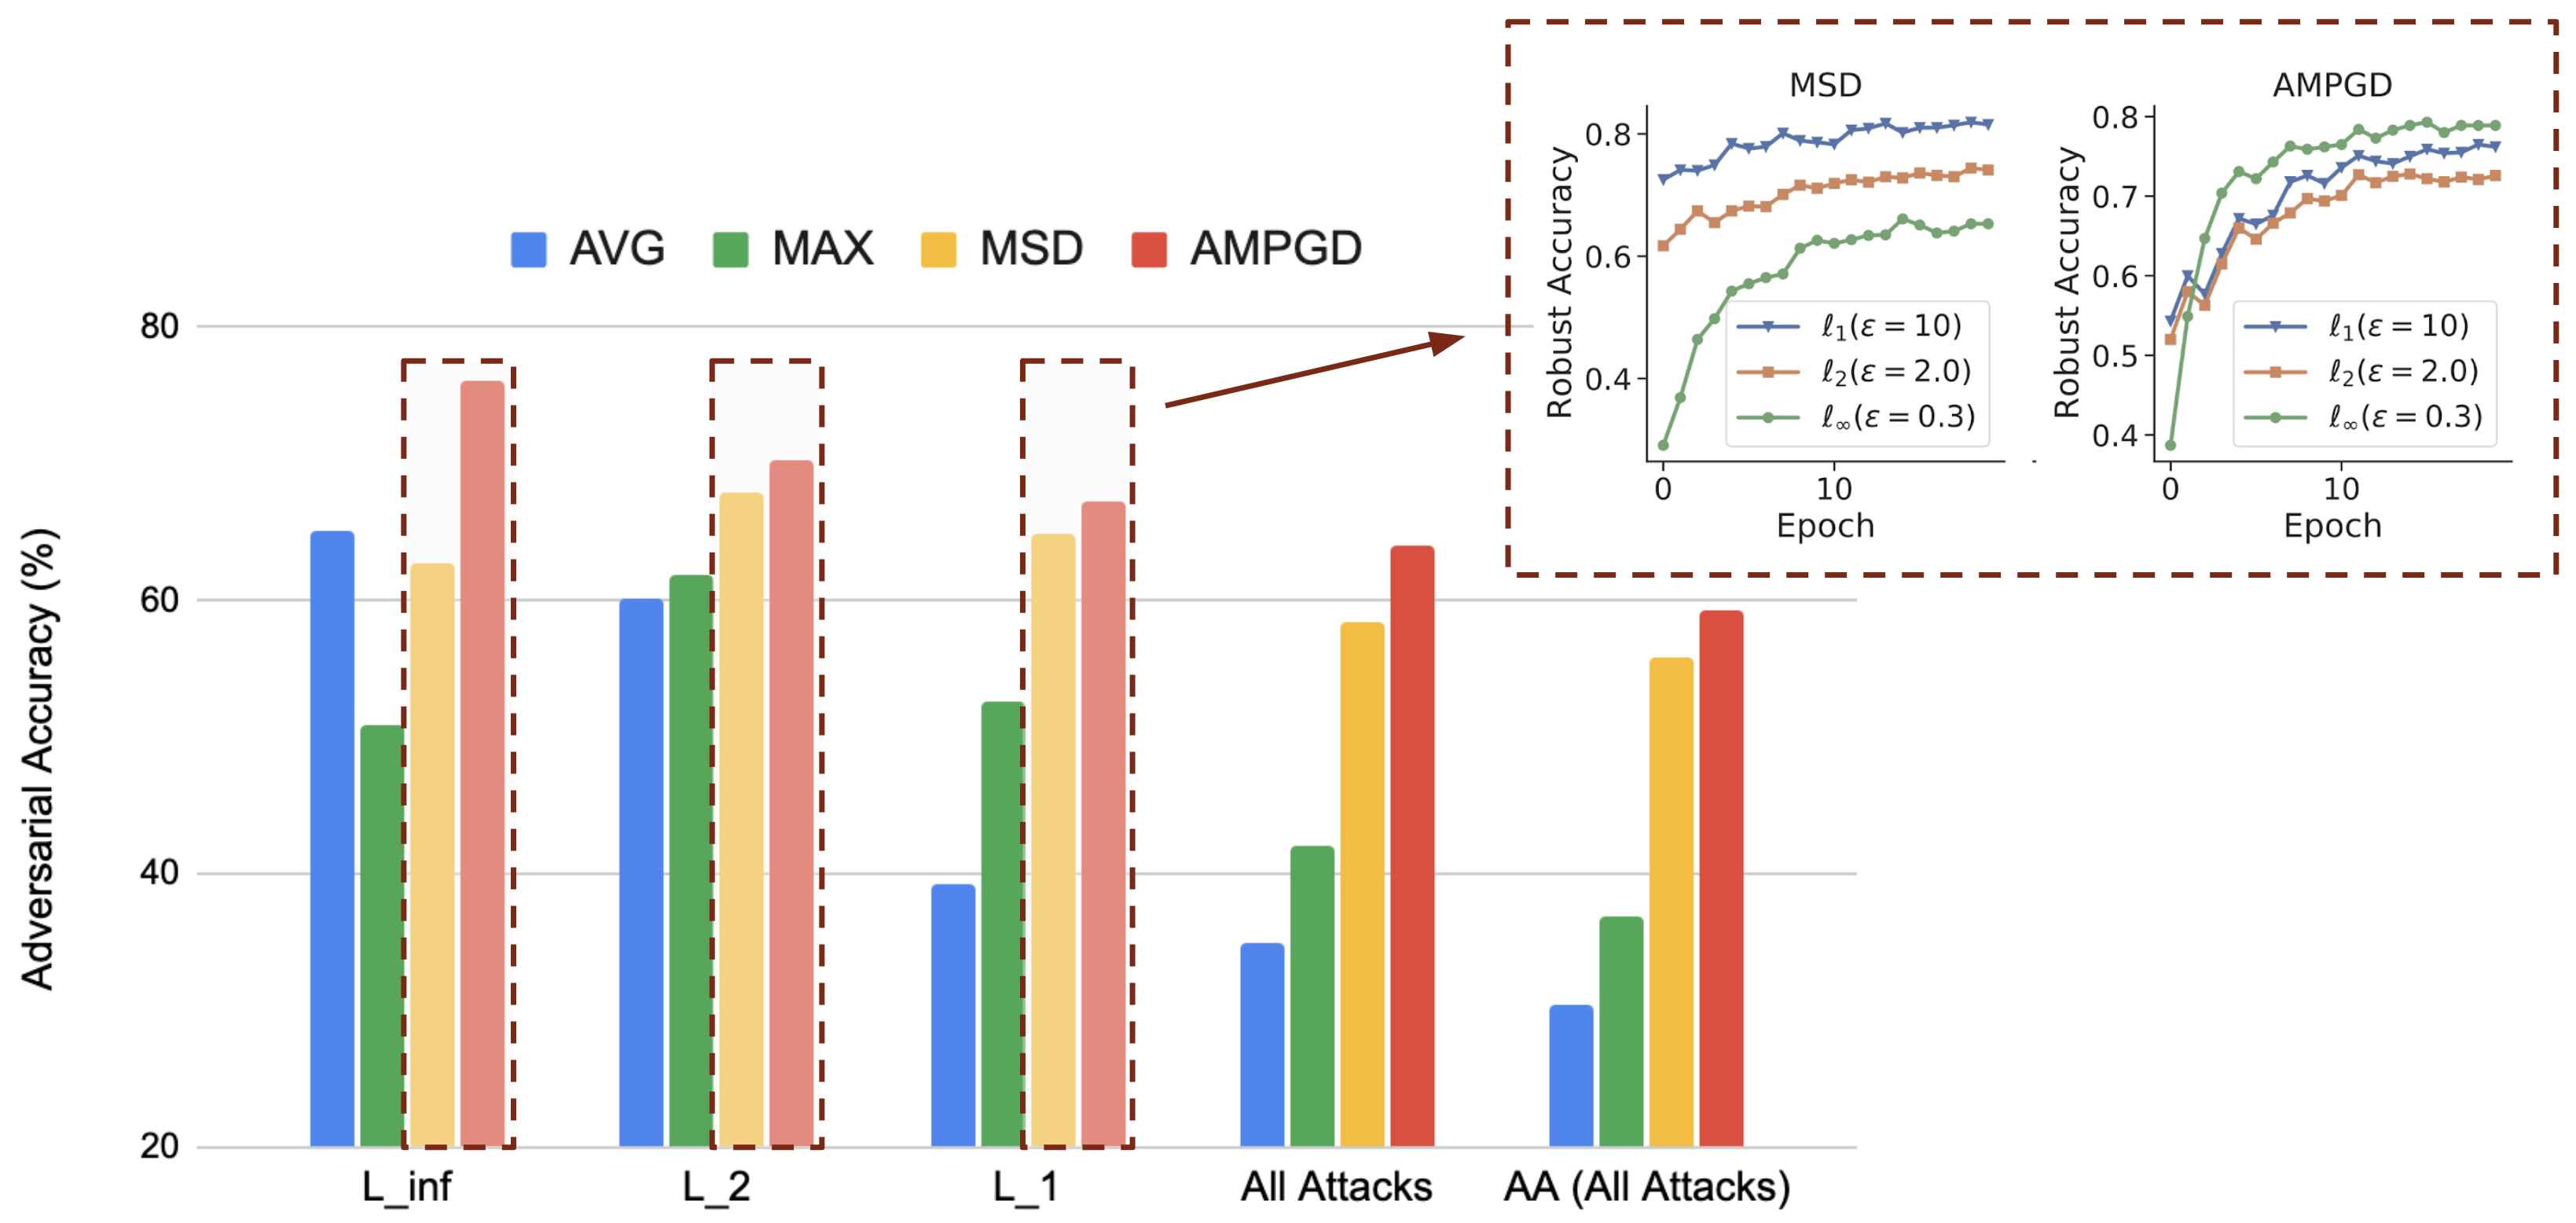 AVG MAX MSD AMPGD
Adversarial Accuracy (%)
80
60
40
20
L_inf L_2 L_1 All Attacks AA (All Attacks)
MSD
Robust Accuracy
0.8
0.6
0.4
ℓ₁(ε = 10)
ℓ₂(ε = 2.0)
ℓ∞(ε = 0.3)
0 10
Epoch
AMPGD
Robust Accuracy
0.8
0.7
0.6
0.5
0.4
ℓ₁(ε = 10)
ℓ₂(ε = 2.0)
ℓ∞(ε = 0.3)
0 10
Epoch